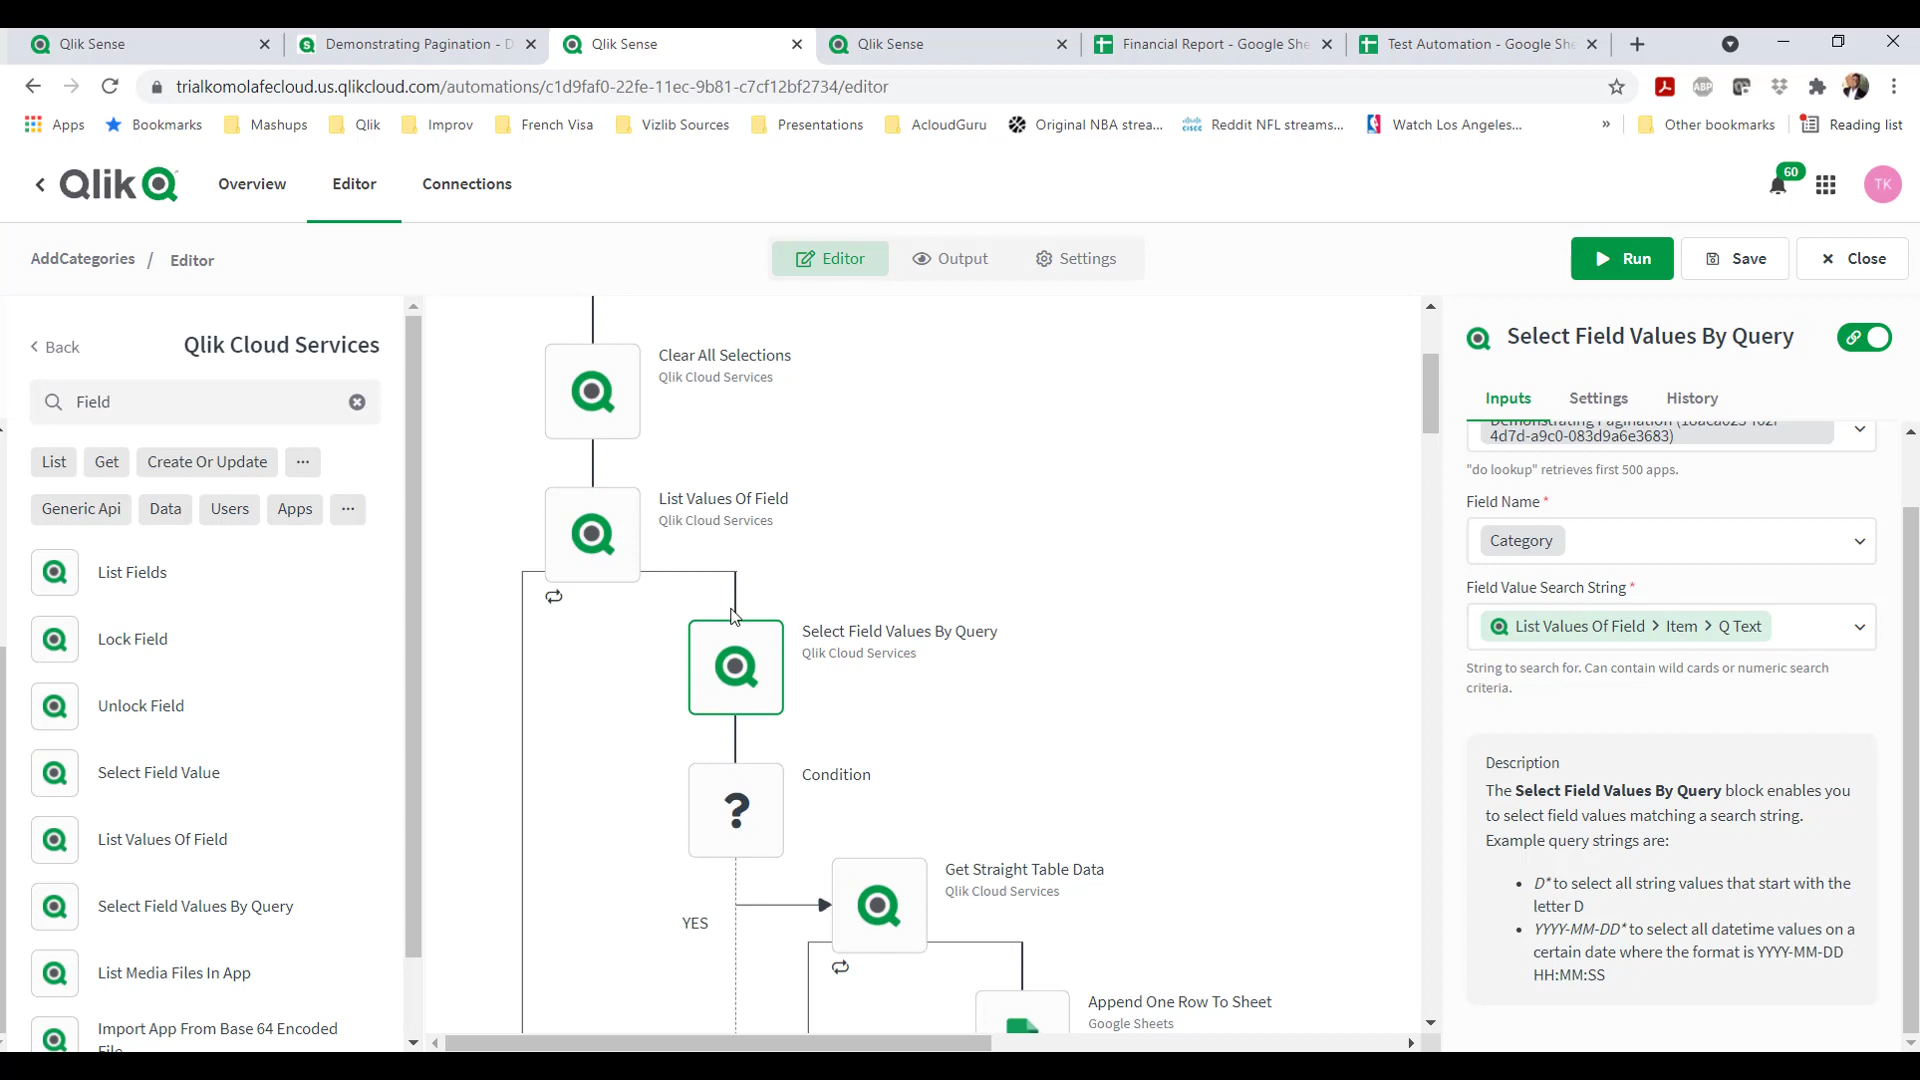 Qlik Sense
Demonstrating Pagination - D
Qlik Sense
Qlik Sense
Financial Report - Google She
Test Automation - Google She
trialkomolafecloud.us.qlikcloud.com/automations/c1d9faf0-22fe-11ec-9b81-c7cf12bf2734/editor
ABP
Apps
Bookmarks
Mashups
Qlik
Improv
French Visa
Vizlib Sources
Presentations
AcloudGuru
Original NBA strea...
Reddit NFL streams...
Watch Los Angeles...
»
Other bookmarks
Reading list
Qlik
Overview
Editor
Connections
60
TK
AddCategories / Editor
Editor
Output
Settings
Run
Save
Close
Back
Qlik Cloud Services
Field
List
Get
Create Or Update
...
Generic Api
Data
Users
Apps
...
List Fields
Lock Field
Unlock Field
Select Field Value
List Values Of Field
Select Field Values By Query
List Media Files In App
Import App From Base 64 Encoded
File
Clear All Selections
Qlik Cloud Services
List Values Of Field
Qlik Cloud Services
Select Field Values By Query
Qlik Cloud Services
?
Condition
YES
Get Straight Table Data
Qlik Cloud Services
Append One Row To Sheet
Google Sheets
Select Field Values By Query
Inputs
Settings
History
Demonstrating Pagination
4d7d-a9c0-083d9a6e3683)
"do lookup" retrieves first 500 apps.
Field Name *
Category
Field Value Search String *
List Values Of Field > Item > Q Text
String to search for. Can contain wild cards or numeric search
criteria.
Description
The Select Field Values By Query block enables you
to select field values matching a search string.
Example query strings are:
• D* to select all string values that start with the
letter D
• YYYY-MM-DD* to select all datetime values on a
certain date where the format is YYYY-MM-DD
HH:MM:SS